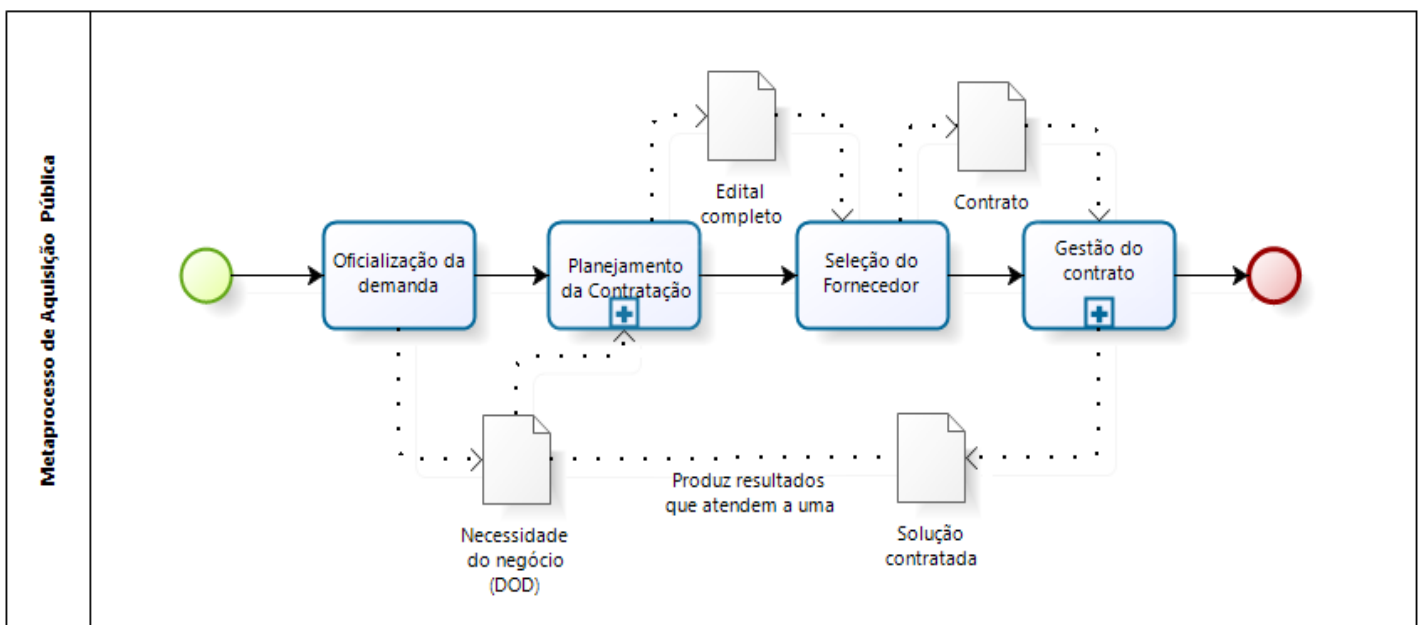 Metaprocesso de Aquisição Pública
Edital
completo
Contrato
Oficialização da
demanda
Planejamento
da Contratação
Seleção do
Fornecedor
Gestão do
contrato
Produz resultados
que atendem a uma
Necessidade
do negócio
(DOD)
Solução
contratada